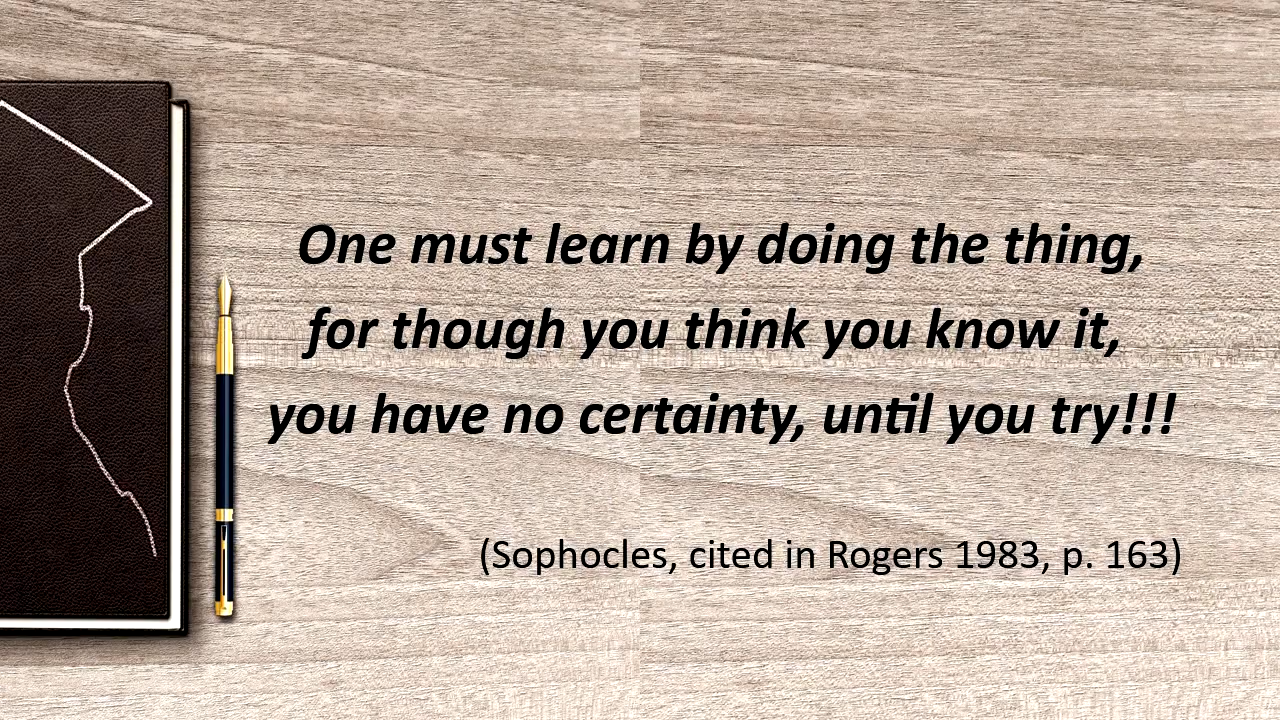 One must learn by doing the thing,
for though you think you know it,
you have no certainty, until you try!!!
(Sophocles, cited in Rogers 1983, p. 163)